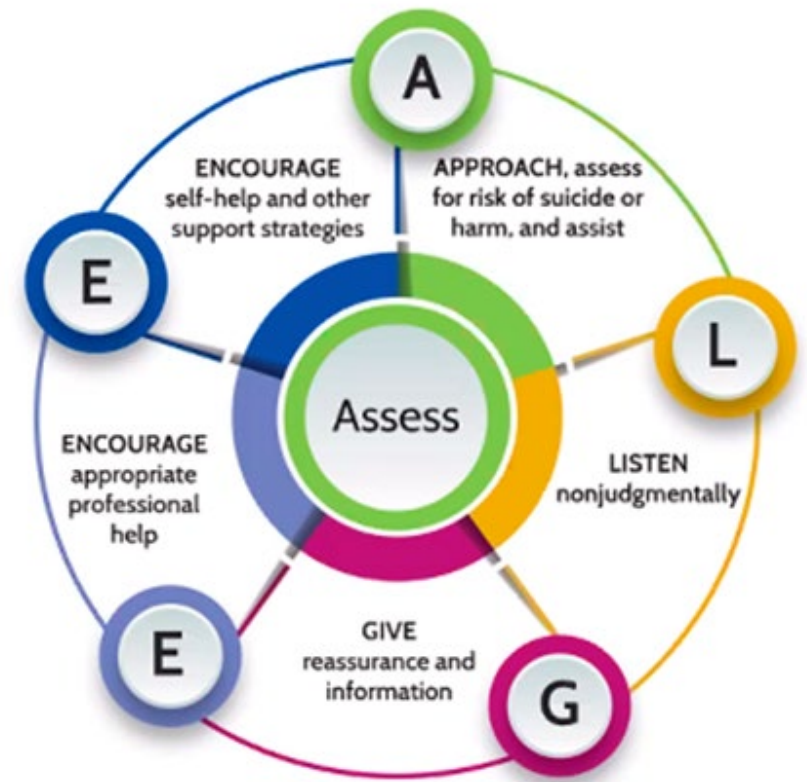 A
APPROACH, assess
for risk of suicide or
harm, and assist
L
LISTEN
nonjudgmentally
G
GIVE
reassurance and
information
E
ENCOURAGE
appropriate
professional
help
E
ENCOURAGE
self-help and other
support strategies
Assess